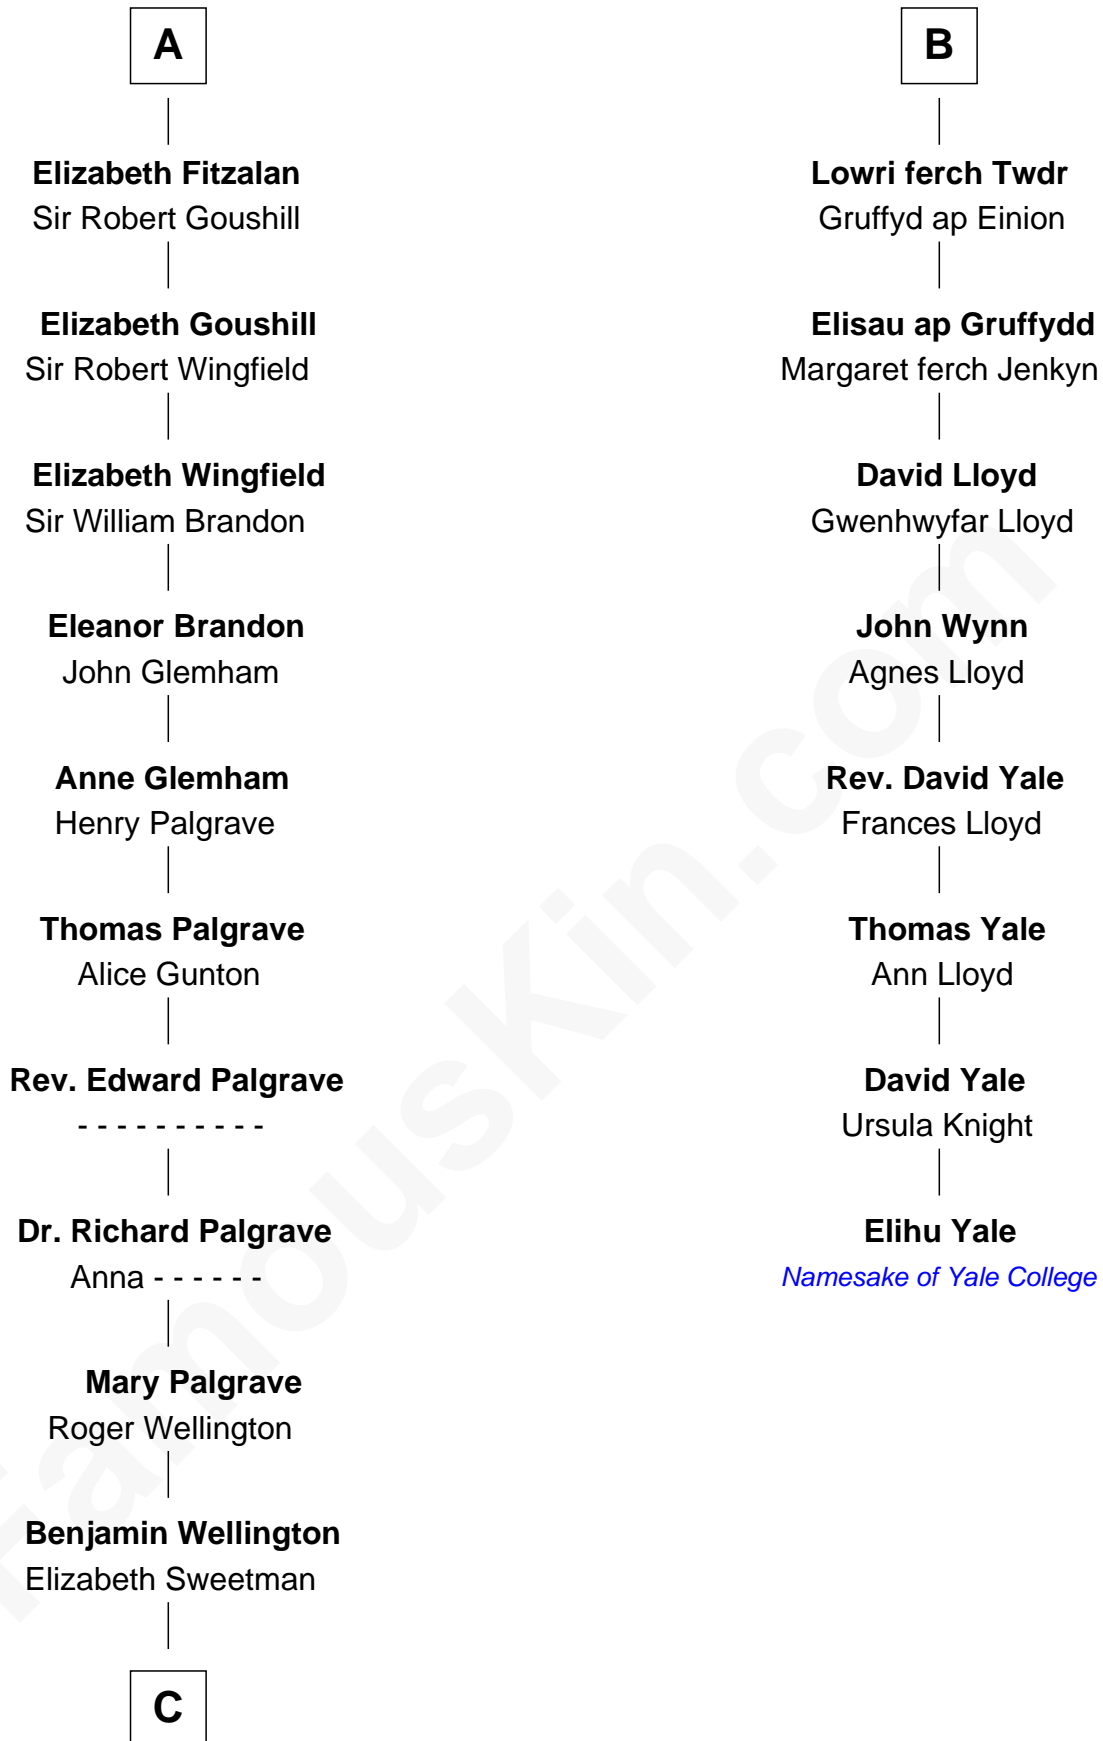 A
Elizabeth Fitzalan
Sir Robert Goushill
Elizabeth Goushill
Sir Robert Wingfield
Elizabeth Wingfield
Sir William Brandon
Eleanor Brandon
John Glemham
Anne Glemham
Henry Palgrave
Thomas Palgrave
Alice Gunton
Rev. Edward Palgrave
- - - - - - - - - -
Dr. Richard Palgrave
Anna - - - - - -
Mary Palgrave
Roger Wellington
Benjamin Wellington
Elizabeth Sweetman
C
B
Lowri ferch Twdr
Gruffyd ap Einion
Elisau ap Gruffydd
Margaret ferch Jenkyn
David Lloyd
Gwenhwyfar Lloyd
John Wynn
Agnes Lloyd
Rev. David Yale
Frances Lloyd
Thomas Yale
Ann Lloyd
David Yale
Ursula Knight
Elihu Yale
Namesake of Yale College
FamousKin.com